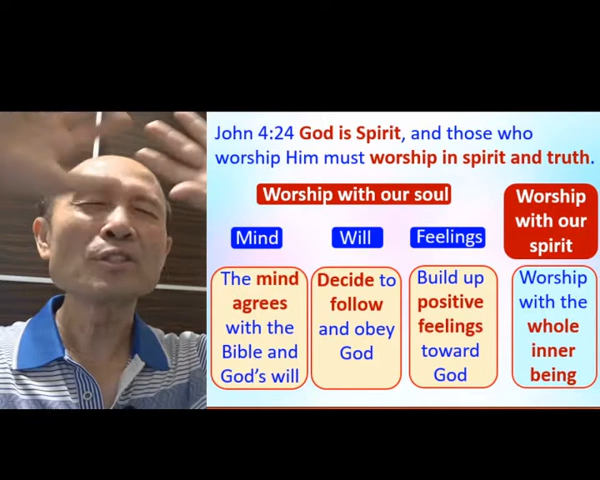 John 4:24 God is Spirit, and those who
worship Him must worship in spirit and truth.
Worship with our soul
Worship
with our
spirit
Mind
Will
Feelings
The mind
agrees
with the
Bible and
God's will
Decide to
follow
and obey
God
Build up
positive
feelings
toward
God
Worship
with the
whole
inner
being